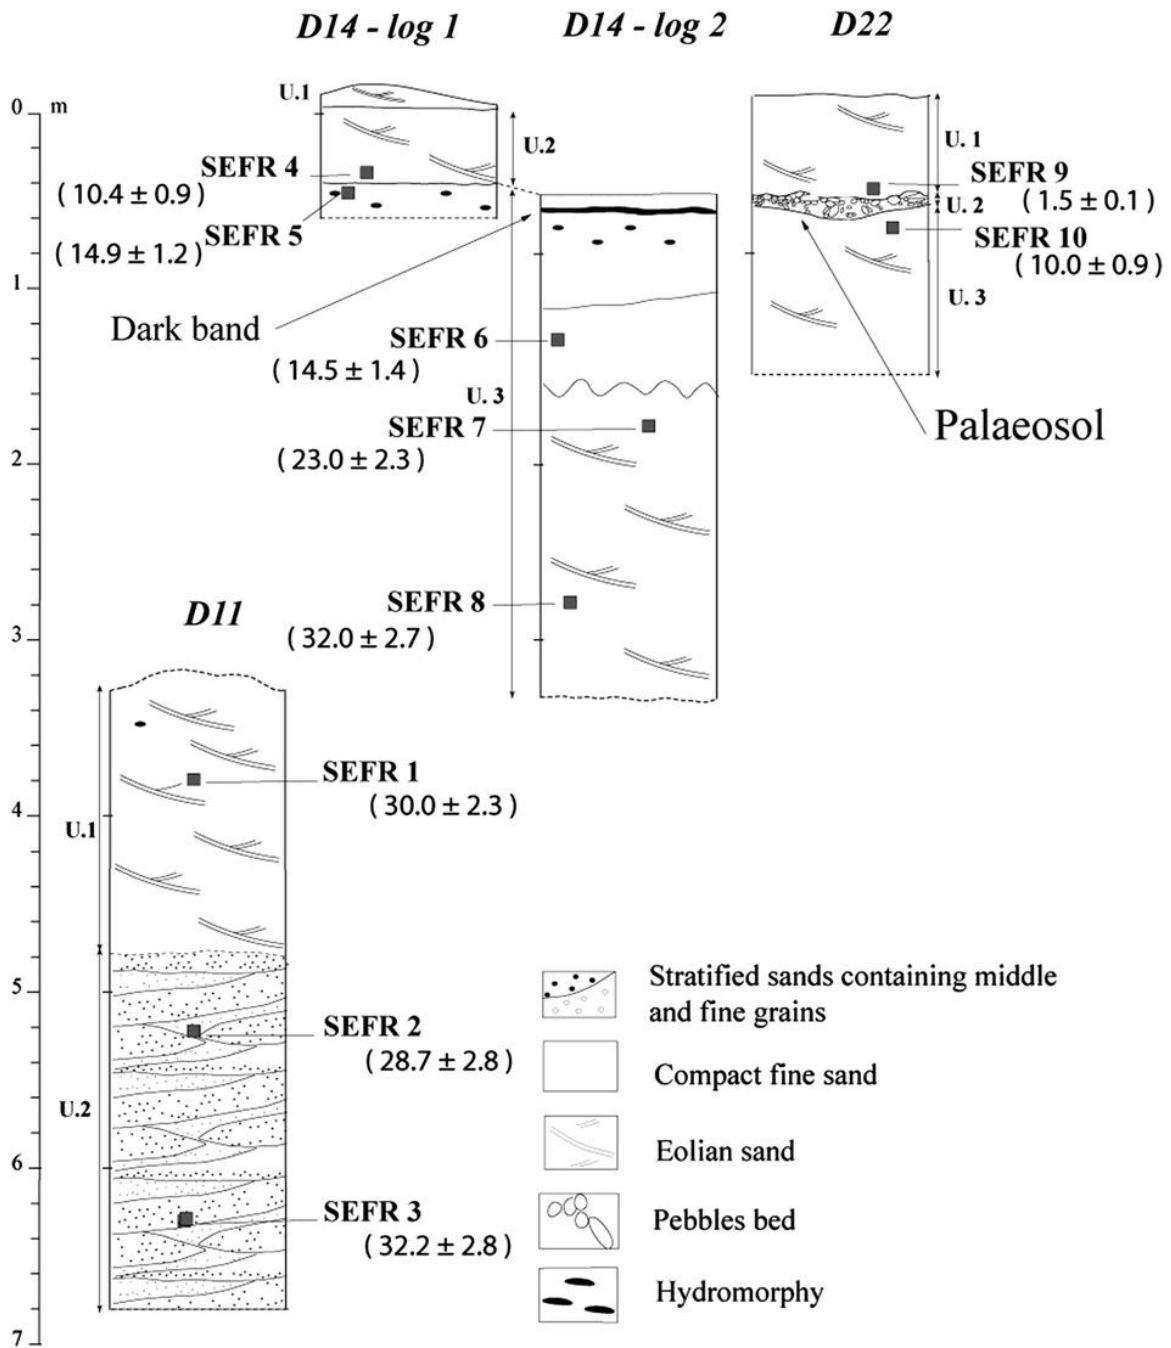 D14 - log 1
D14 - log 2
D22
0 m
1
2
3
4
5
6
7
U.1
U.2
SEFR 4
( 10.4 ± 0.9 )
SEFR 5
( 14.9 ± 1.2 )
Dark band
SEFR 6
( 14.5 ± 1.4 )
U. 3
SEFR 7
( 23.0 ± 2.3 )
SEFR 8
( 32.0 ± 2.7 )
U. 1
SEFR 9
( 1.5 ± 0.1 )
U. 2
SEFR 10
( 10.0 ± 0.9 )
U. 3
Palaeosol
D11
SEFR 1
( 30.0 ± 2.3 )
U.1
SEFR 2
( 28.7 ± 2.8 )
U.2
SEFR 3
( 32.2 ± 2.8 )
Stratified sands containing middle
and fine grains
Compact fine sand
Eolian sand
Pebbles bed
Hydromorphy